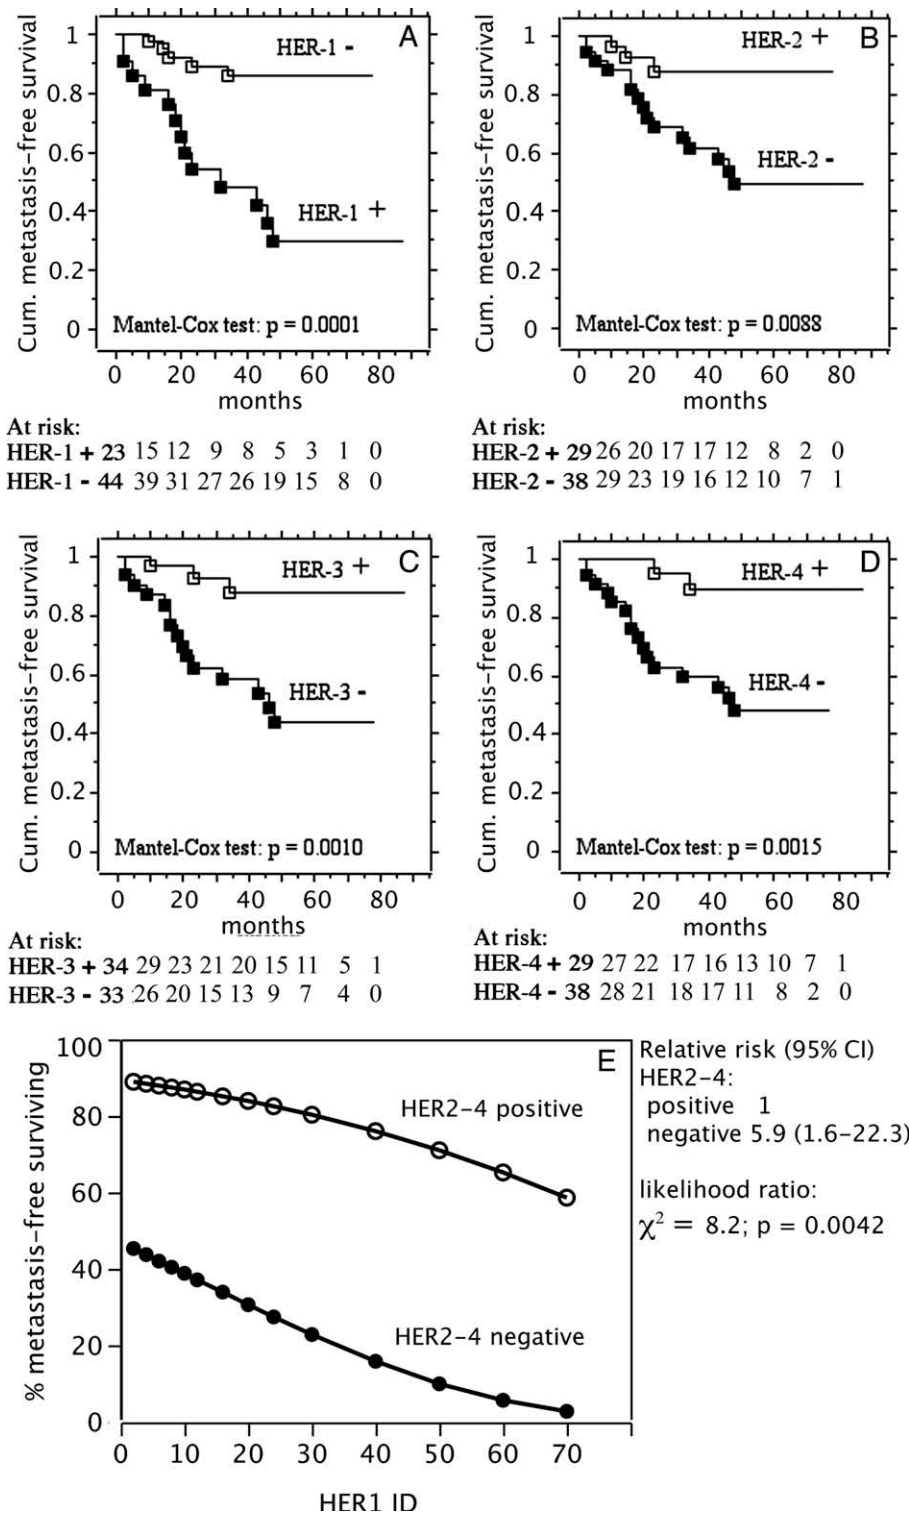 A
Cum. metastasis-free survival
1
0.8
0.6
0.4
0.2
0
HER-1 -
HER-1 +
Mantel-Cox test: p = 0.0001
0 20 40 60 80
months
At risk:
HER-1 + 23 15 12 9 8 5 3 1 0
HER-1 - 44 39 31 27 26 19 15 8 0
B
Cum. metastasis-free survival
1
0.8
0.6
0.4
0.2
0
HER-2 +
HER-2 -
Mantel-Cox test: p = 0.0088
0 20 40 60 80
months
At risk:
HER-2 + 29 26 20 17 17 12 8 2 0
HER-2 - 38 29 23 19 16 12 10 7 1
C
Cum. metastasis-free survival
1
0.8
0.6
0.4
0.2
0
HER-3 +
HER-3 -
Mantel-Cox test: p = 0.0010
0 20 40 60 80
months
At risk:
HER-3 + 34 29 23 21 20 15 11 5 1
HER-3 - 33 26 20 15 13 9 7 4 0
D
Cum. metastasis-free survival
1
0.8
0.6
0.4
0.2
0
HER-4 +
HER-4 -
Mantel-Cox test: p = 0.0015
0 20 40 60 80
months
At risk:
HER-4 + 29 27 22 17 16 13 10 7 1
HER-4 - 38 28 21 18 17 11 8 2 0
E
% metastasis-free surviving
100
80
60
40
20
0
HER2-4 positive
HER2-4 negative
0 10 20 30 40 50 60 70
HER1 ID
Relative risk (95% CI)
HER2-4:
positive 1
negative 5.9 (1.6-22.3)
likelihood ratio:
χ² = 8.2; p = 0.0042